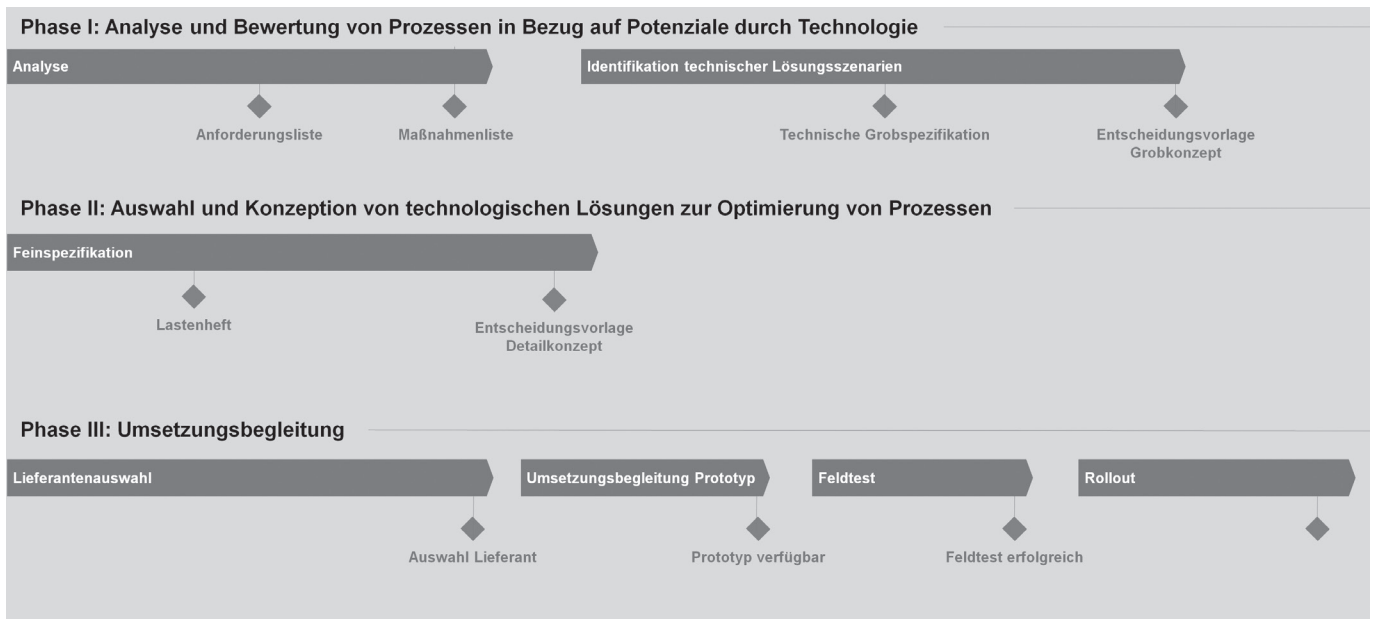 Phase I: Analyse und Bewertung von Prozessen in Bezug auf Potenziale durch Technologie
Analyse
Identifikation technischer Lösungsszenarien
Anforderungsliste
Maßnahmenliste
Technische Grobspezifikation
Entscheidungsvorlage
Grobkonzept
Phase II: Auswahl und Konzeption von technologischen Lösungen zur Optimierung von Prozessen
Feinspezifikation
Lastenheft
Entscheidungsvorlage
Detailkonzept
Phase III: Umsetzungsbegleitung
Lieferantenauswahl
Umsetzungsbegleitung Prototyp
Feldtest
Rollout
Auswahl Lieferant
Prototyp verfügbar
Feldtest erfolgreich